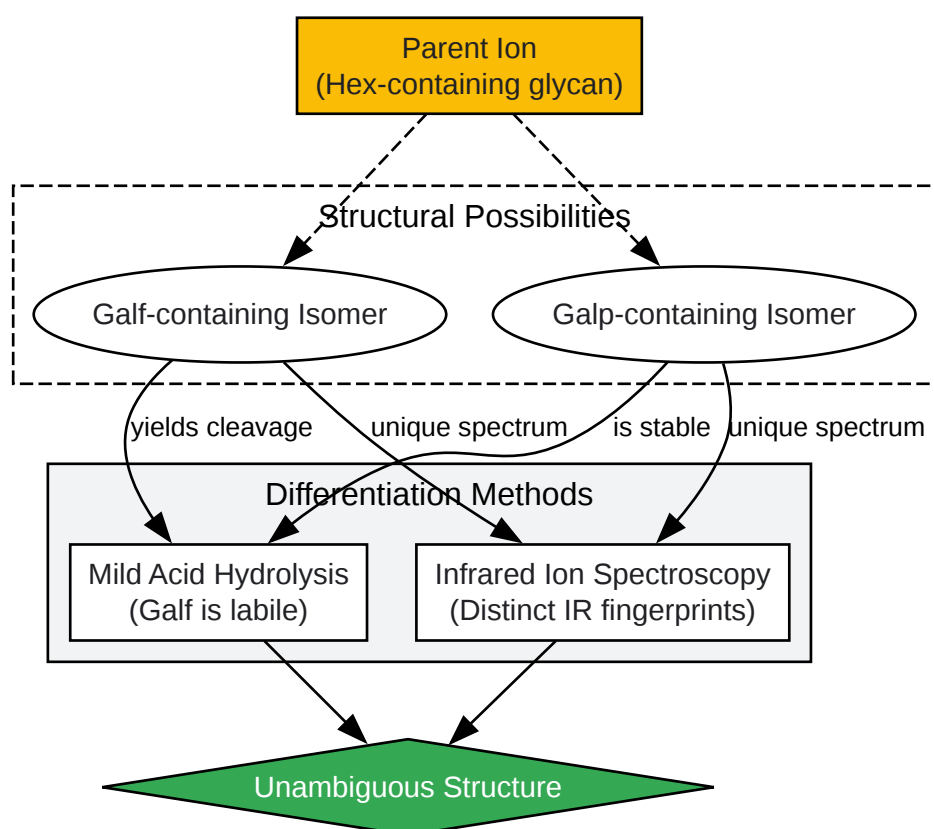 Parent Ion
(Hex-containing glycan)
Structural Possibilities
Galf-containing Isomer
Galp-containing Isomer
yields cleavage
unique spectrum
is stable
unique spectrum
Differentiation Methods
Mild Acid Hydrolysis
(Galf is labile)
Infrared Ion Spectroscopy
(Distinct IR fingerprints)
Unambiguous Structure